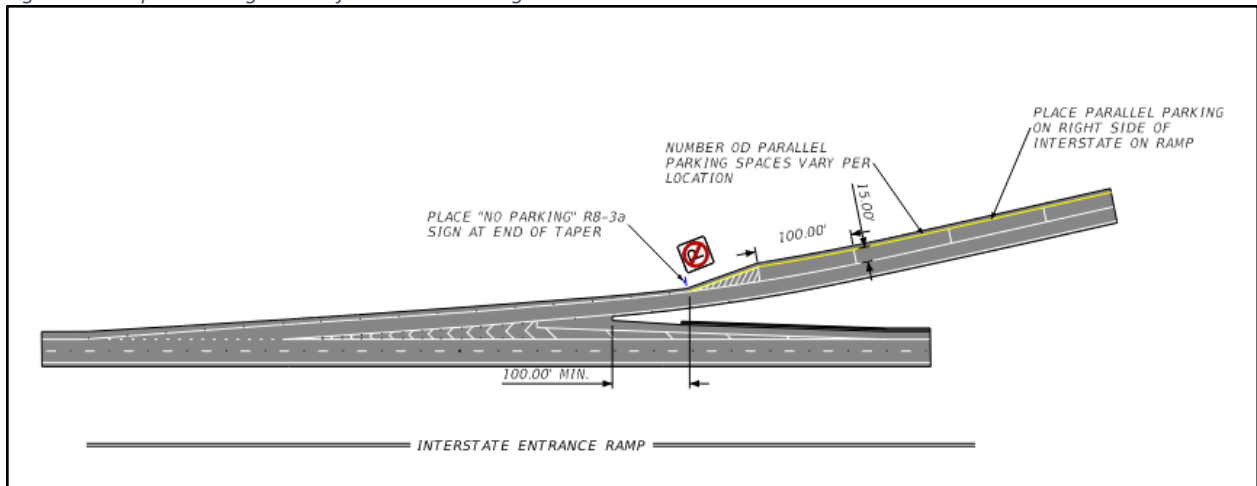 PLACE PARALLEL PARKING
ON RIGHT SIDE OF
INTERSTATE ON RAMP
NUMBER OD PARALLEL
PARKING SPACES VARY PER
LOCATION
15.00'
100.00'
PLACE "NO PARKING" R8-3a
SIGN AT END OF TAPER
P
100.00' MIN.
INTERSTATE ENTRANCE RAMP